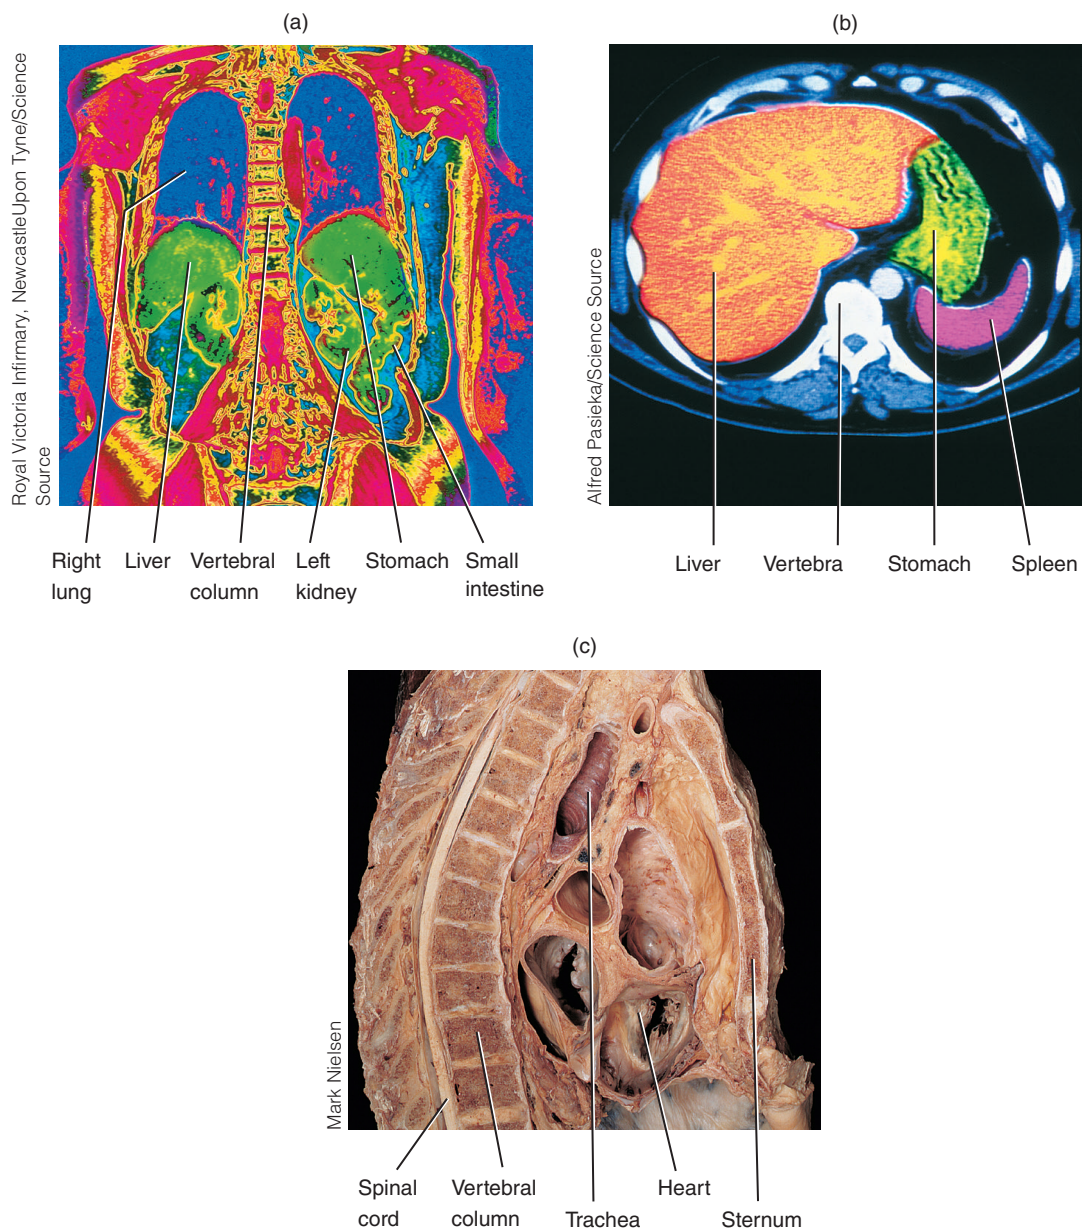 (a)
(b)
Royal Victoria Infirmary, NewcastleUpon Tyne/Science
Source
Alfred Pasieka/Science Source
Right
lung
Liver
Vertebral
column
Left
kidney
Stomach
Small
intestine
Liver
Vertebra
Stomach
Spleen
(c)
Mark Nielsen
Spinal
cord
Vertebral
column
Trachea
Heart
Sternum